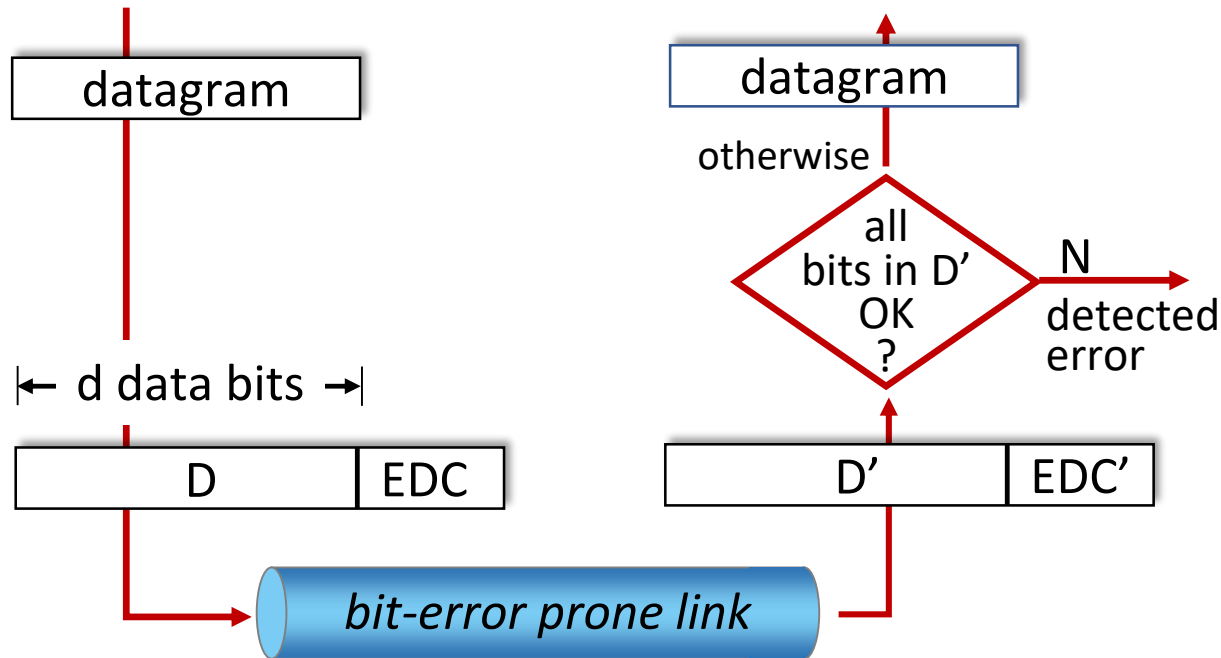 datagram
d data bits
D
EDC
bit-error prone link
D’
EDC’
all
bits in D’
OK
?
N
detected
error
otherwise
datagram